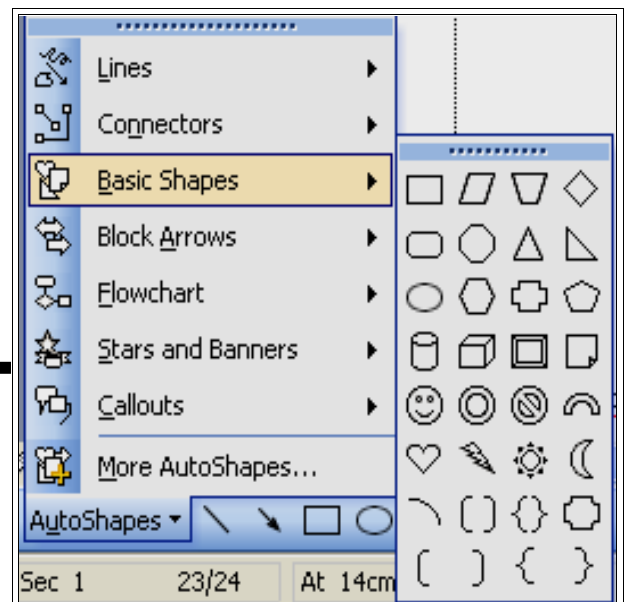 Lines
Connectors
Basic Shapes
Block Arrows
Flowchart
Stars and Banners
Callouts
More AutoShapes...
AutoShapes
Sec 1 23/24 At 14cm